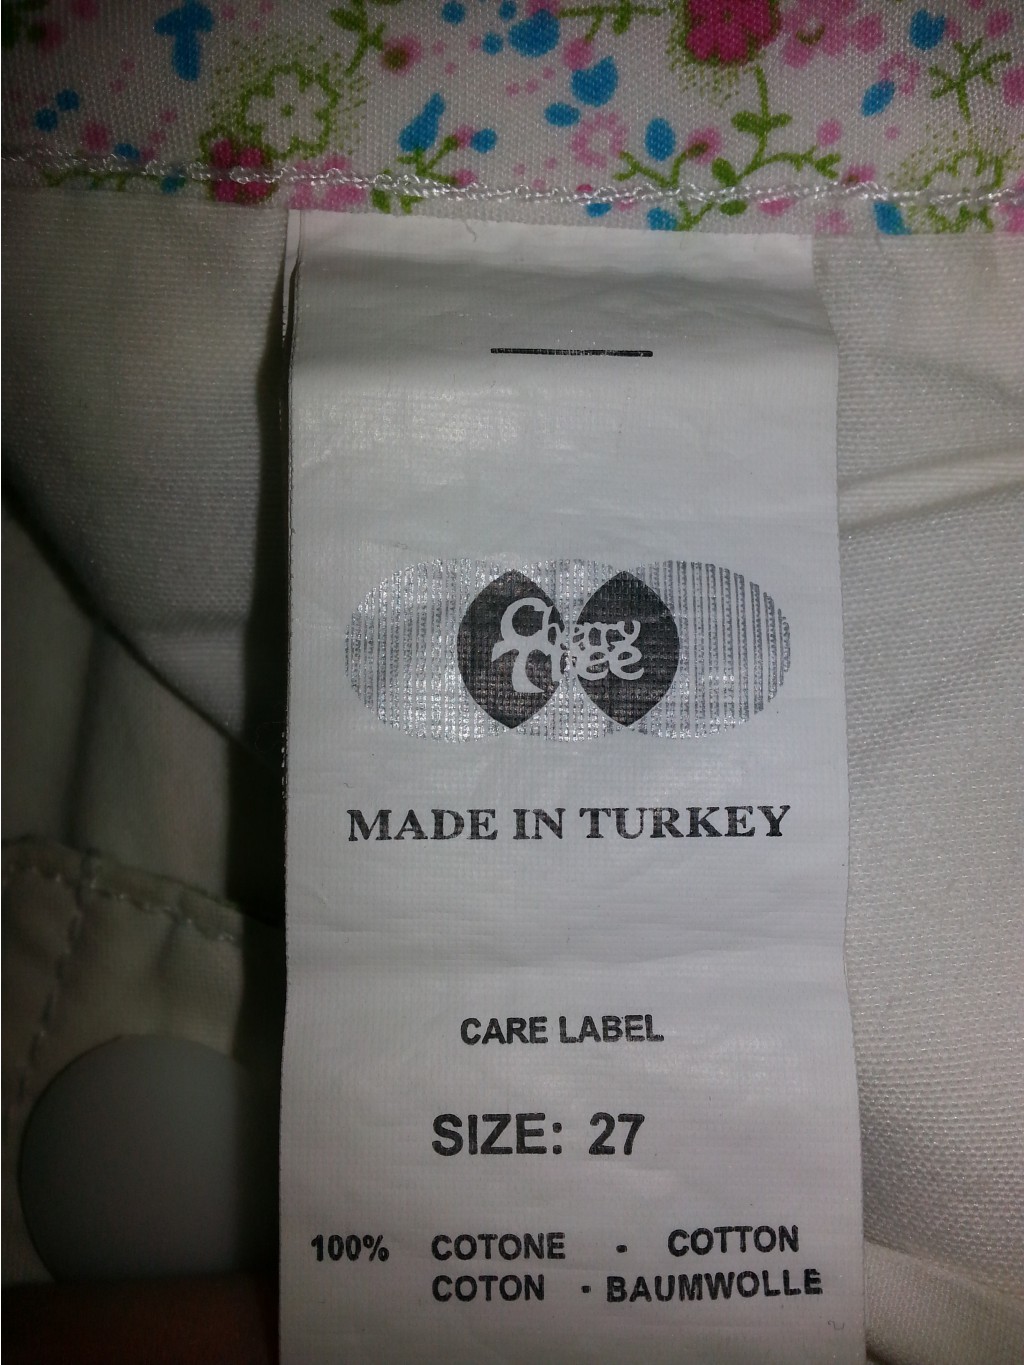 Cherry
Tree
MADE IN TURKEY
CARE LABEL
SIZE: 27
100% COTONE - COTTON
COTON - BAUMWOLLE